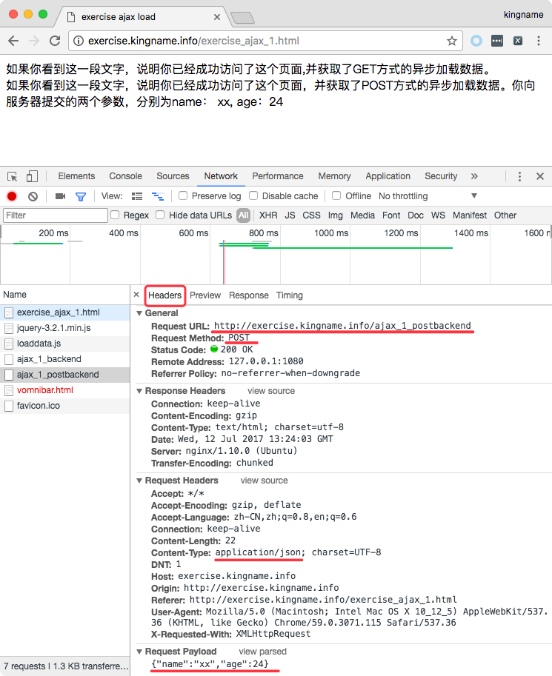 exercise ajax load
kingname
exercise.kingname.info/exercise_ajax_1.html
如果你看到这一段文字，说明你已经成功访问了这个页面,并获取了GET方式的异步加载数据。
如果你看到这一段文字，说明你已经成功访问了这个页面，并获取了POST方式的异步加载数据。你向
服务器提交的两个参数，分别为name： xx, age：24
Elements Console Sources Network Performance Memory Application Security »
View: Preserve log Disable cache Offline No throttling
Filter Regex Hide data URLs All XHR JS CSS Img Media Font Doc WS Manifest Other
200 ms 400 ms 600 ms 800 ms 1000 ms 1200 ms 1400 ms 1600 n
Name
exercise_ajax_1.html
jquery-3.2.1.min.js
loaddata.js
ajax_1_backend
ajax_1_postbackend
vomnibar.html
favicon.ico
7 requests | 1.3 KB transferre...
Headers Preview Response Timing
General
Request URL: http://exercise.kingname.info/ajax_1_postbackend
Request Method: POST
Status Code: 200 OK
Remote Address: 127.0.0.1:1080
Referrer Policy: no-referrer-when-downgrade
Response Headers view source
Connection: keep-alive
Content-Encoding: gzip
Content-Type: text/html; charset=utf-8
Date: Wed, 12 Jul 2017 13:24:03 GMT
Server: nginx/1.10.0 (Ubuntu)
Transfer-Encoding: chunked
Request Headers view source
Accept: */*
Accept-Encoding: gzip, deflate
Accept-Language: zh-CN,zh;q=0.8,en;q=0.6
Connection: keep-alive
Content-Length: 22
Content-Type: application/json; charset=UTF-8
DNT: 1
Host: exercise.kingname.info
Origin: http://exercise.kingname.info
Referer: http://exercise.kingname.info/exercise_ajax_1.html
User-Agent: Mozilla/5.0 (Macintosh; Intel Mac OS X 10_12_5) AppleWebKit/537.
36 (KHTML, like Gecko) Chrome/59.0.3071.115 Safari/537.36
X-Requested-With: XMLHttpRequest
Request Payload view parsed
{"name":"xx","age":24}